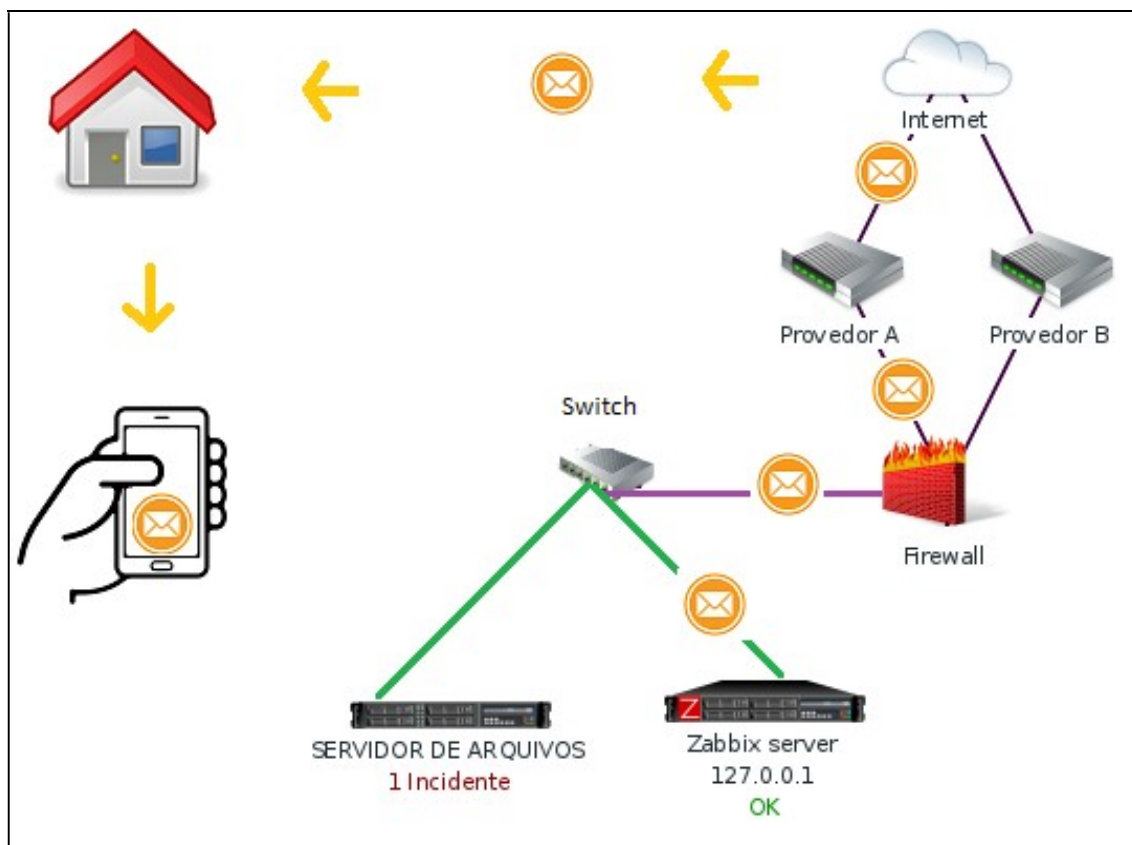 Internet
Provedor A
Provedor B
Switch
Firewall
SERVIDOR DE ARQUIVOS
1 Incidente
Z
Zabbix server
127.0.0.1
OK